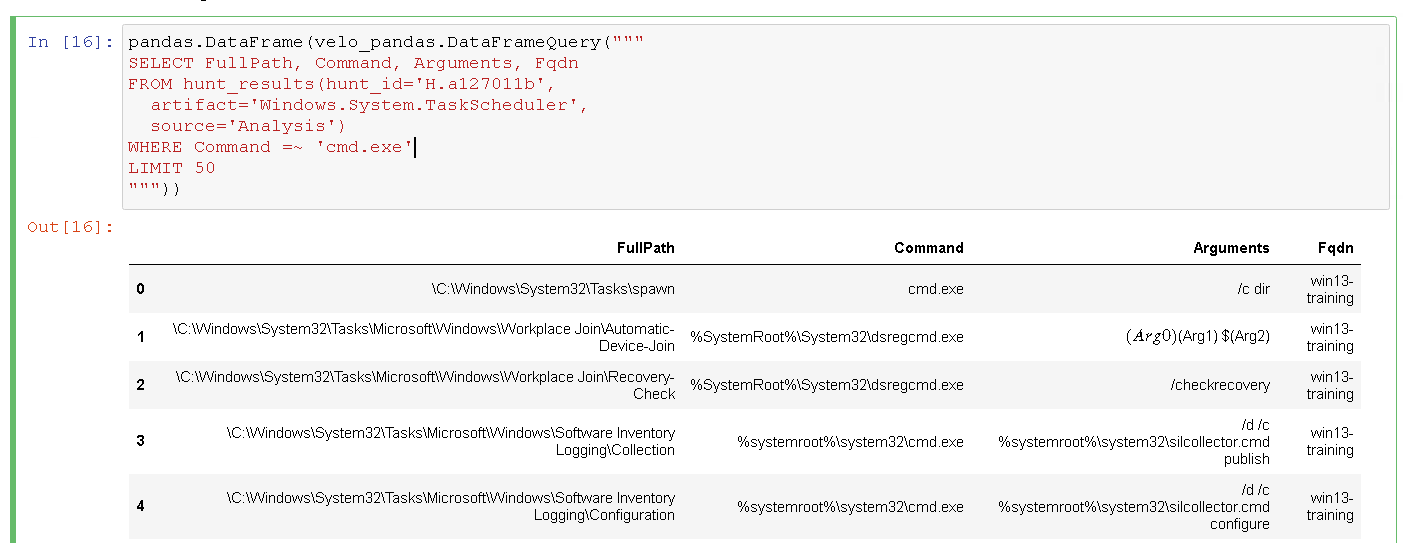 In [16]: pandas.DataFrame(velo_pandas.DataFrameQuery("""
SELECT FullPath, Command, Arguments, Fqdn
FROM hunt_results(hunt_id='H.a127011b',
artifact='Windows.System.TaskScheduler',
source='Analysis')
WHERE Command =~ 'cmd.exe'
LIMIT 50
"""))
Out[16]:
FullPath Command Arguments Fqdn
0 \C:\Windows\System32\Tasks\spawn cmd.exe /c dir win13-
training
1 \C:\Windows\System32\Tasks\Microsoft\Windows\Workplace Join\Automatic-
Device-Join %SystemRoot%\System32\dsregcmd.exe (Arg0)(Arg1) $(Arg2) win13-
training
2 \C:\Windows\System32\Tasks\Microsoft\Windows\Workplace Join\Recovery-
Check %SystemRoot%\System32\dsregcmd.exe /checkrecovery win13-
training
3 \C:\Windows\System32\Tasks\Microsoft\Windows\Software Inventory
Logging\Collection %systemroot%\system32\cmd.exe /d /c
%systemroot%\system32\silcollector.cmd
publish win13-
training
4 \C:\Windows\System32\Tasks\Microsoft\Windows\Software Inventory
Logging\Configuration %systemroot%\system32\cmd.exe /d /c
%systemroot%\system32\silcollector.cmd
configure win13-
training